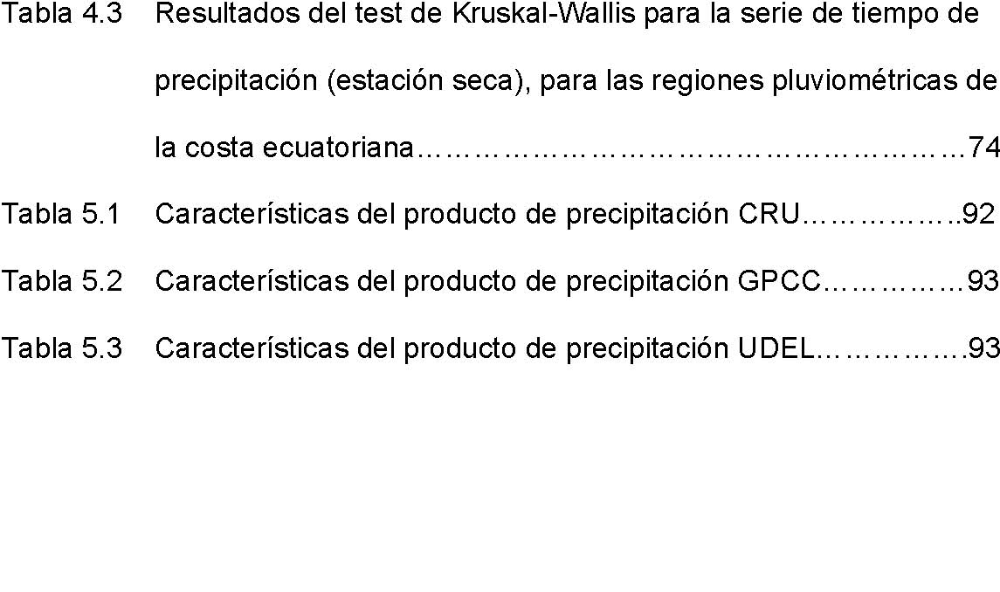 Tabla 4.3 Resultados del test de Kruskal-Wallis para la serie de tiempo de
precipitación (estación seca), para las regiones pluviométricas de
la costa ecuatoriana…………………………………………………74
Tabla 5.1 Características del producto de precipitación CRU……………..92
Tabla 5.2 Características del producto de precipitación GPCC……………93
Tabla 5.3 Características del producto de precipitación UDEL…………….93